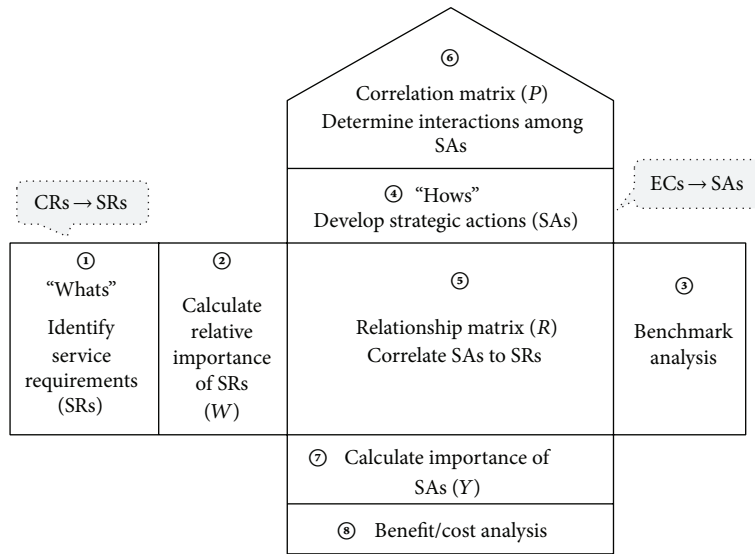 ⑥
Correlation matrix (P)
Determine interactions among
SAs
④ “Hows”
Develop strategic actions (SAs)
ECs → SAs
CRs → SRs
①
“Whats”
Identify
service
requirements
(SRs)
②
Calculate
relative
importance
of SRs
(W)
⑤
Relationship matrix (R)
Correlate SAs to SRs
③
Benchmark
analysis
⑦ Calculate importance of
SAs (Y)
⑧ Benefit/cost analysis